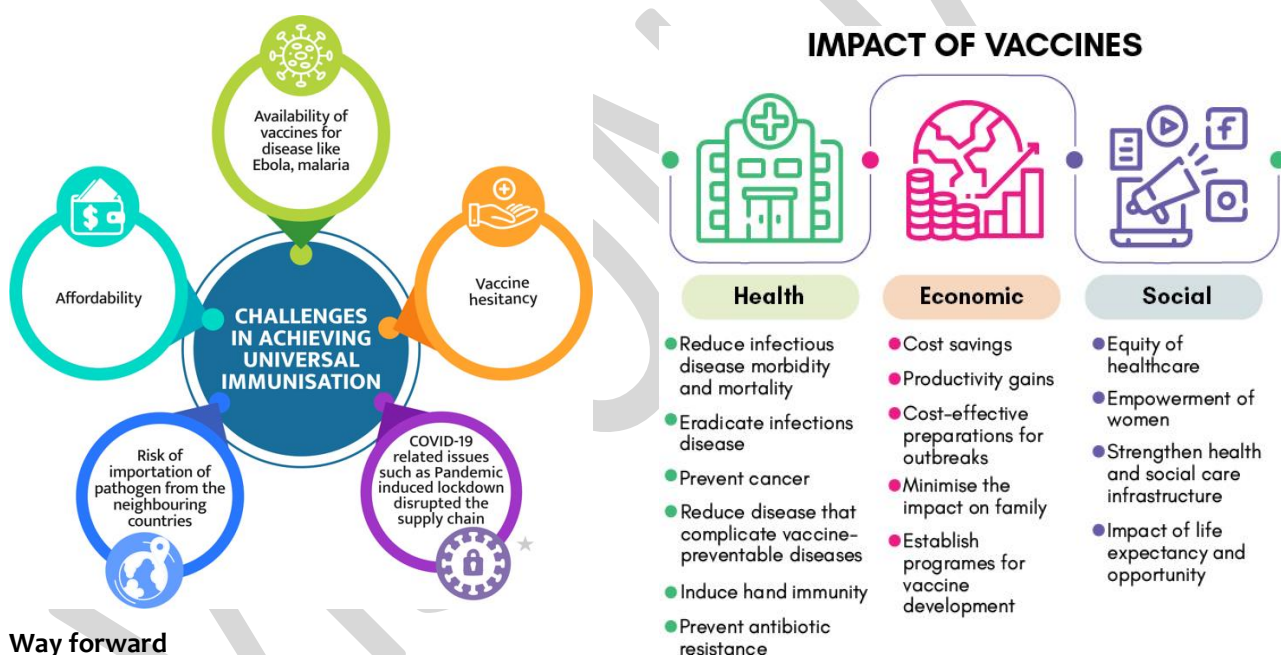 Availability of
vaccines for
disease like
Ebola, malaria
Affordability
Vaccine
hesitancy
CHALLENGES
IN ACHIEVING
UNIVERSAL
IMMUNISATION
Risk of
importation of
pathogen from the
neighbouring
countries
COVID-19
related issues
such as Pandemic
induced lockdown
disrupted the
supply chain
Way forward
IMPACT OF VACCINES
Health
Reduce infectious
disease morbidity
and mortality
Eradicate infections
disease
Prevent cancer
Reduce disease that
complicate vaccine-
preventable diseases
Induce hand immunity
Prevent antibiotic
resistance
Economic
Cost savings
Productivity gains
Cost-effective
preparations for
outbreaks
Minimise the
impact on family
Establish
programes for
vaccine
development
Social
Equity of
healthcare
Empowerment of
women
Strengthen health
and social care
infrastructure
Impact of life
expectancy and
opportunity